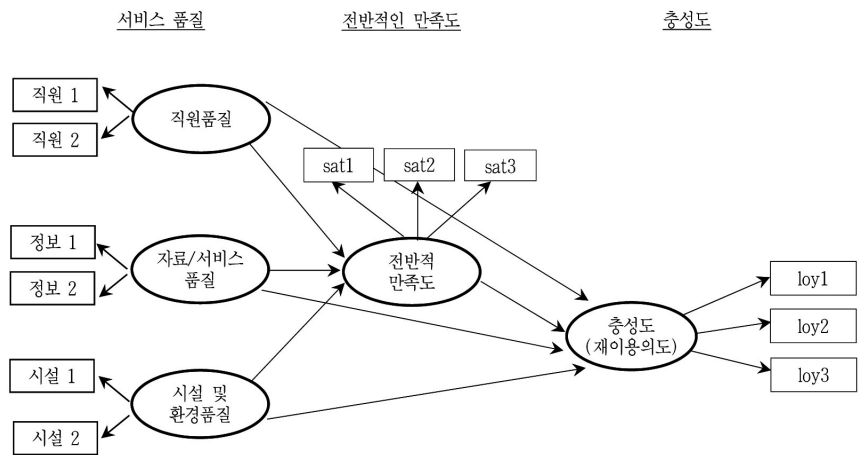 서비스 품질
전반적인 만족도
충성도
직원 1
직원 2
직원품질
sat1
sat2
sat3
정보 1
정보 2
자료/서비스
품질
전반적
만족도
loy1
loy2
loy3
충성도
(재이용의도)
시설 1
시설 2
시설 및
환경품질